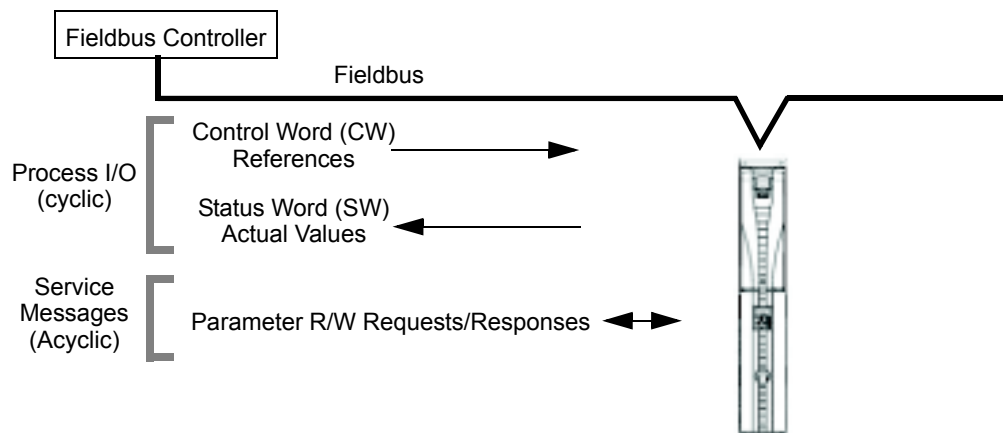 Fieldbus Controller
Fieldbus
Process I/O
(cyclic)
Control Word (CW)
References
Status Word (SW)
Actual Values
Service
Messages
(Acyclic)
Parameter R/W Requests/Responses